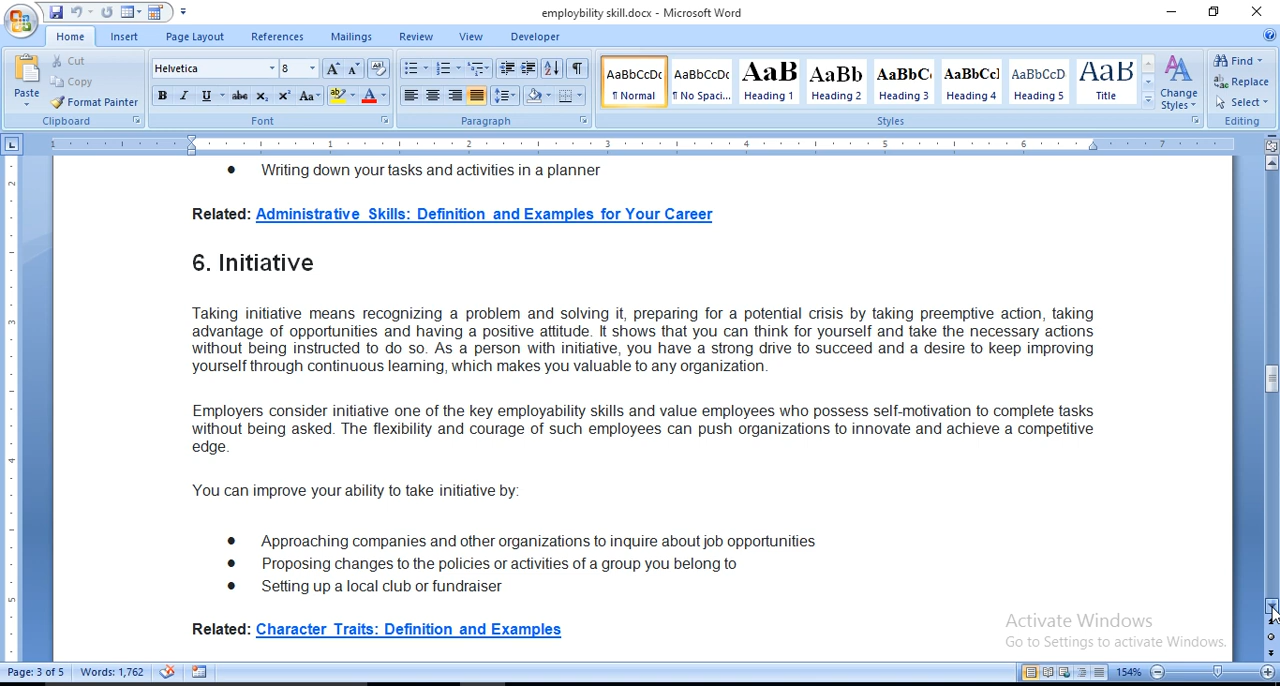 employbility skill.docx - Microsoft Word
Home Insert Page Layout References Mailings Review View Developer
Paste Cut Copy Format Painter Clipboard
Helvetica 8 Font
Paragraph
AaBbCcDc ¶ Normal
AaBbCcDc ¶ No Spaci...
AaB Heading 1
AaBb Heading 2
AaBbC Heading 3
AaBbCcI Heading 4
AaBbCcD Heading 5
AaB Title
Change Styles
Styles
Find Replace Select Editing
● Writing down your tasks and activities in a planner
Related: Administrative Skills: Definition and Examples for Your Career
6. Initiative
Taking initiative means recognizing a problem and solving it, preparing for a potential crisis by taking preemptive action, taking
advantage of opportunities and having a positive attitude. It shows that you can think for yourself and take the necessary actions
without being instructed to do so. As a person with initiative, you have a strong drive to succeed and a desire to keep improving
yourself through continuous learning, which makes you valuable to any organization.
Employers consider initiative one of the key employability skills and value employees who possess self-motivation to complete tasks
without being asked. The flexibility and courage of such employees can push organizations to innovate and achieve a competitive
edge.
You can improve your ability to take initiative by:
● Approaching companies and other organizations to inquire about job opportunities
● Proposing changes to the policies or activities of a group you belong to
● Setting up a local club or fundraiser
Related: Character Traits: Definition and Examples
Activate Windows
Go to Settings to activate Windows.
Page: 3 of 5 Words: 1,762 154%